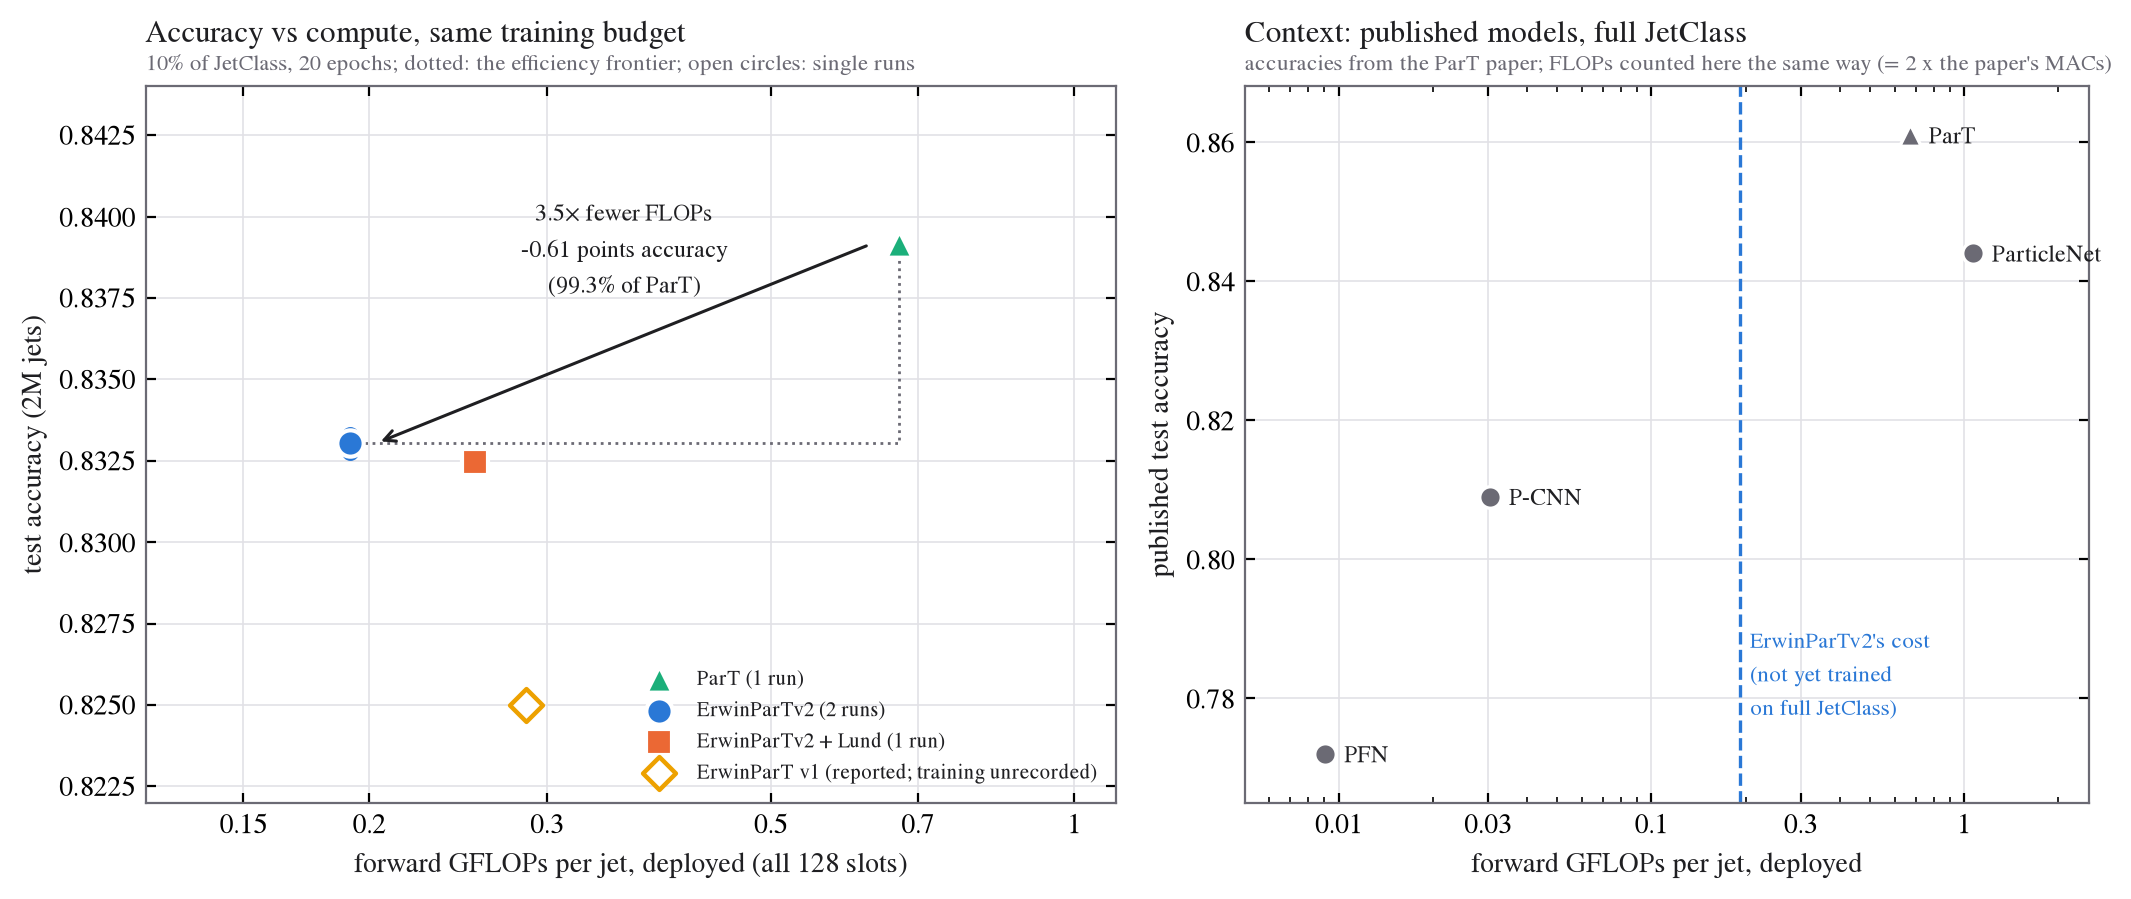 Accuracy vs compute, same training budget
10% of JetClass, 20 epochs; dotted: the efficiency frontier; open circles: single runs
0.8425
0.8400
0.8375
0.8350
0.8325
0.8300
0.8275
0.8250
0.8225
test accuracy (2M jets)
3.5× fewer FLOPs
-0.61 points accuracy
(99.3% of ParT)
ParT (1 run)
ErwinParTv2 (2 runs)
ErwinParTv2 + Lund (1 run)
ErwinParT v1 (reported; training unrecorded)
0.15 0.2 0.3 0.5 0.7 1
forward GFLOPs per jet, deployed (all 128 slots)
Context: published models, full JetClass
accuracies from the ParT paper; FLOPs counted here the same way (= 2 x the paper's MACs)
0.86
0.84
0.82
0.80
0.78
published test accuracy
ParT
ParticleNet
P-CNN
PFN
ErwinParTv2's cost
(not yet trained
on full JetClass)
0.01 0.03 0.1 0.3 1
forward GFLOPs per jet, deployed